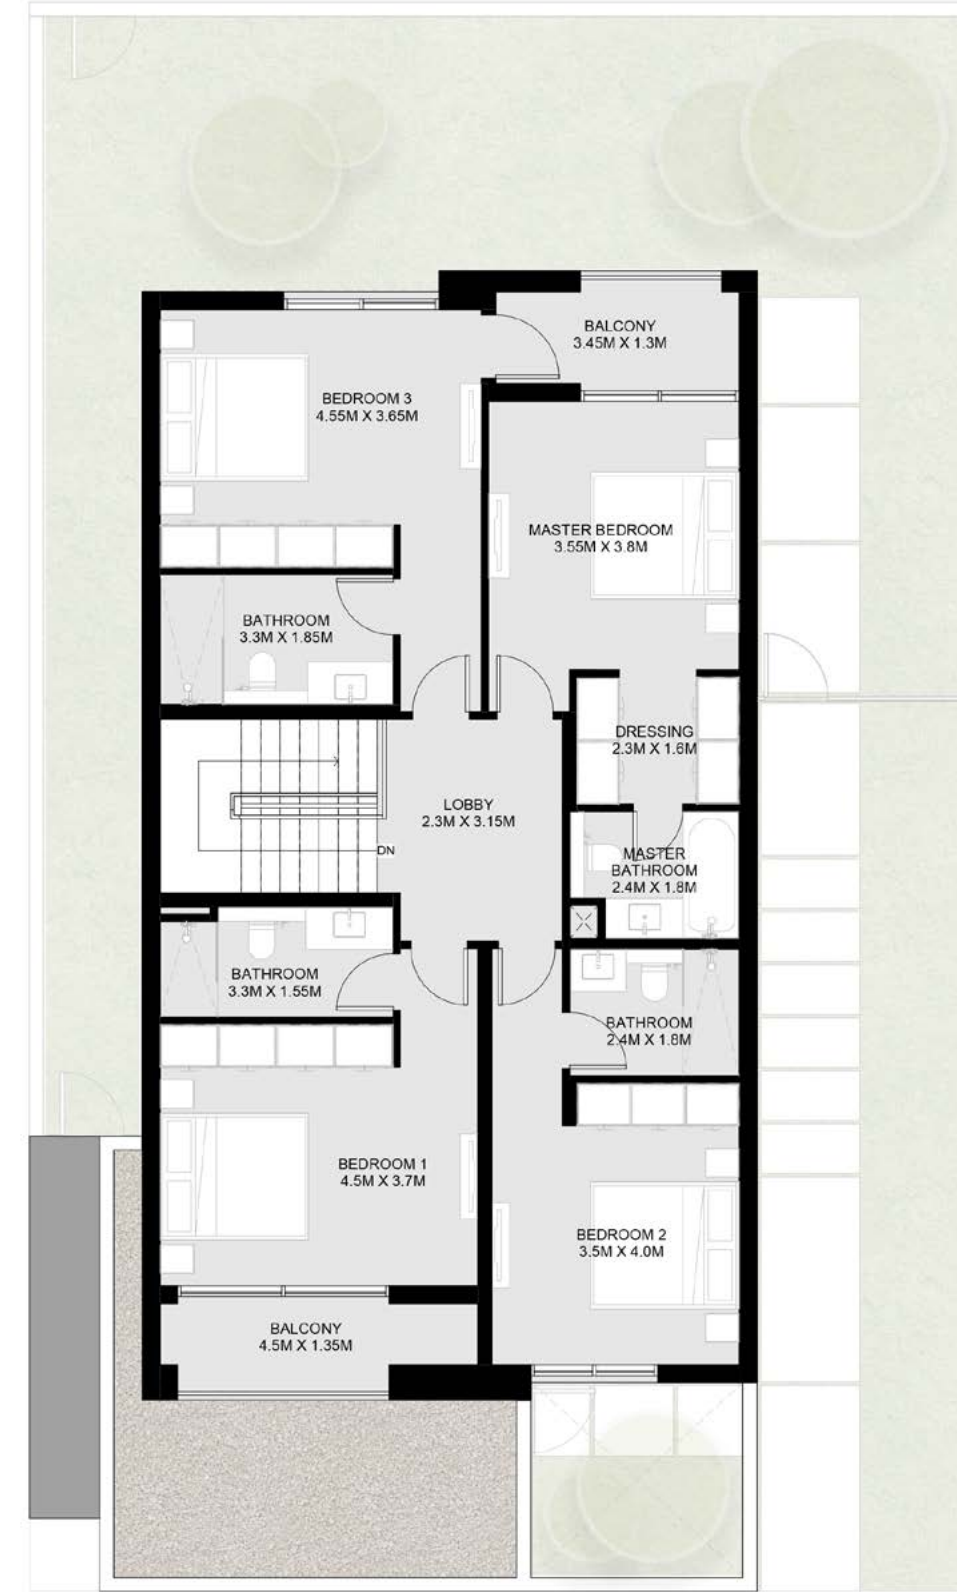 BALCONY
3.45M X 1.3M
BEDROOM 3
4.55M X 3.65M
MASTER BEDROOM
3.55M X 3.8M
BATHROOM
3.3M X 1.85M
DRESSING
2.3M X 1.6M
LOBBY
2.3M X 3.15M
DN
MASTER
BATHROOM
2.4M X 1.8M
BATHROOM
3.3M X 1.55M
BATHROOM
2.4M X 1.8M
BEDROOM 1
4.5M X 3.7M
BEDROOM 2
3.5M X 4.0M
BALCONY
4.5M X 1.35M